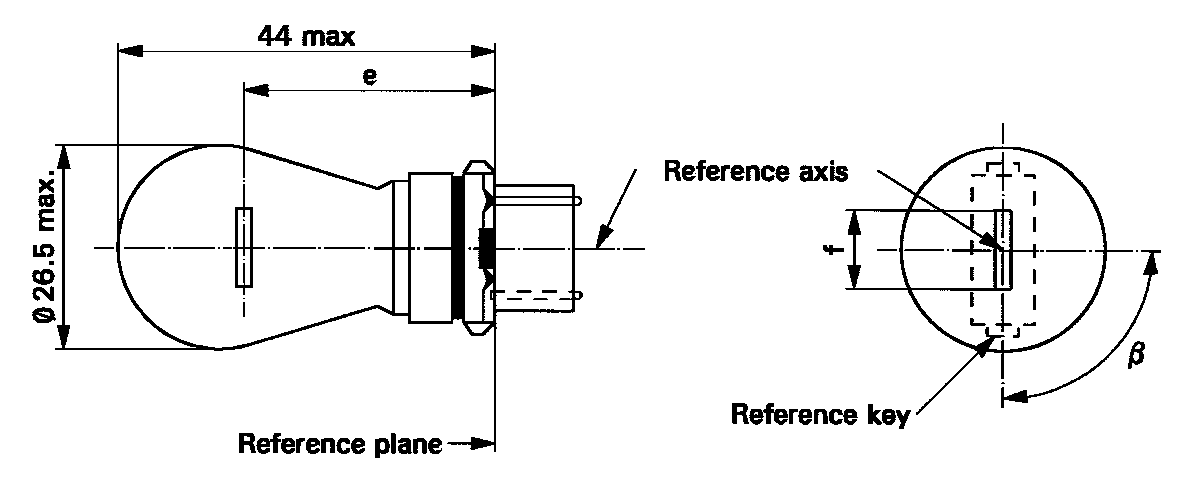 44 max
e
Ø 26.5 max.
Reference axis
f
β
Reference key
Reference plane